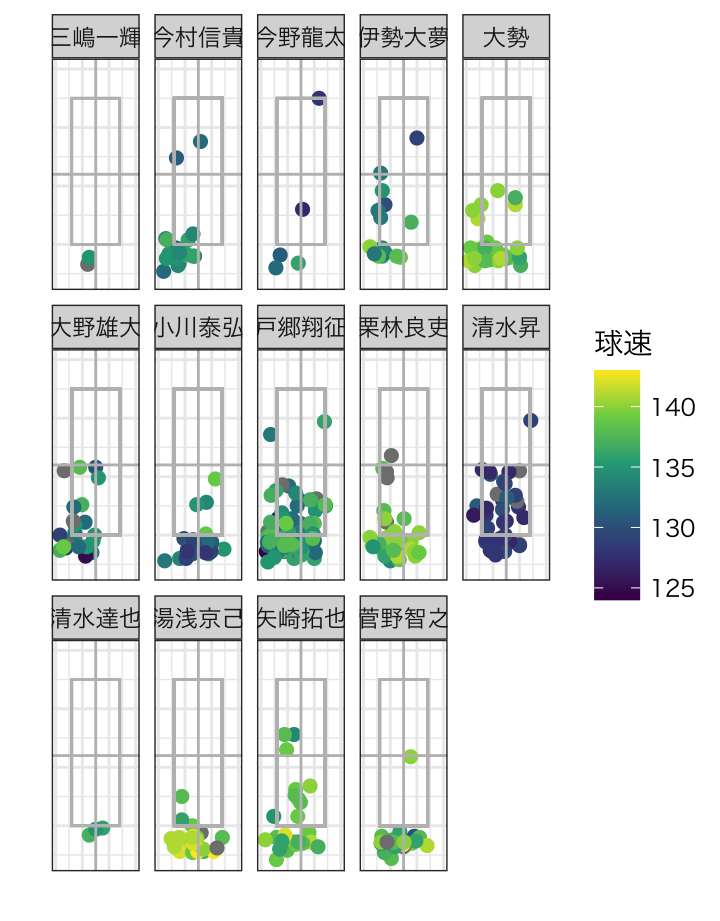 三嶋一輝
今村信貴
今野龍太
伊勢大夢
大勢
大野雄大
小川泰弘
戸郷翔征
栗林良吏
清水昇
球速
140
135
130
125
清水達也
湯浅京己
矢崎拓也
菅野智之